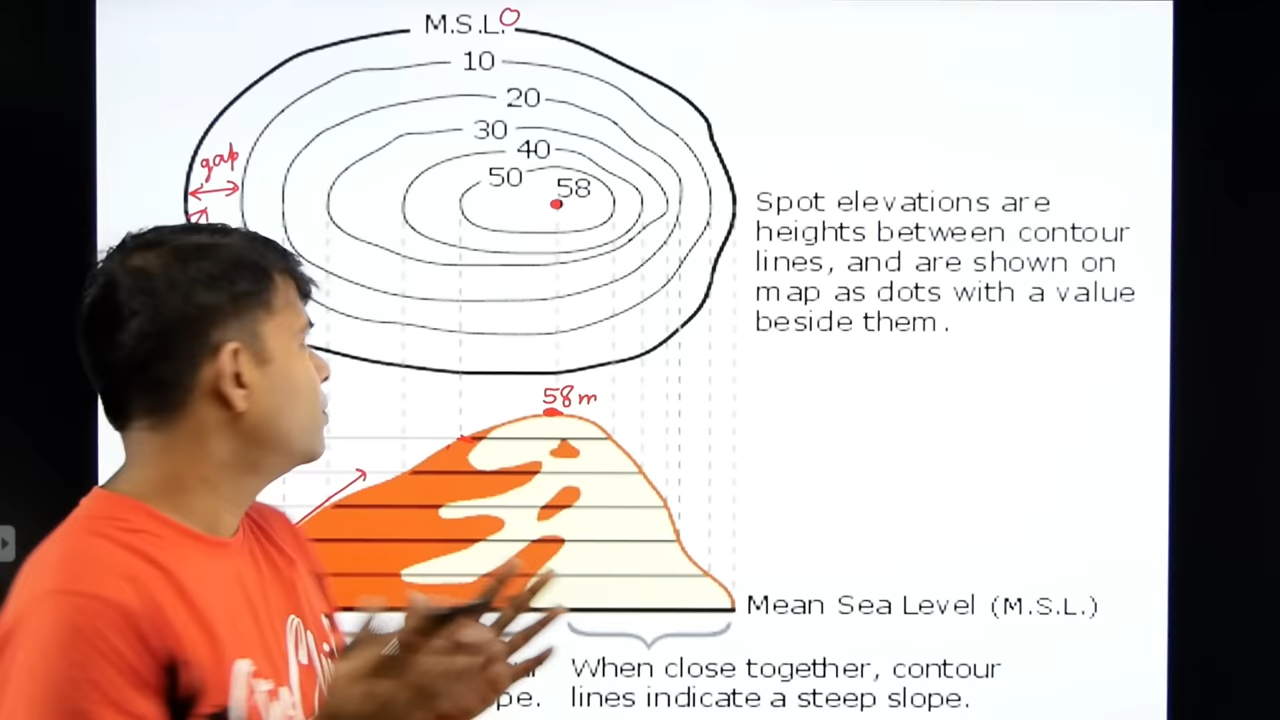 M.S.L. 0
10
20
30
40
50
58
gap
Spot elevations are
heights between contour
lines, and are shown on
map as dots with a value
beside them.
58 m
Mean Sea Level (M.S.L.)
When close together, contour
lines indicate a steep slope.